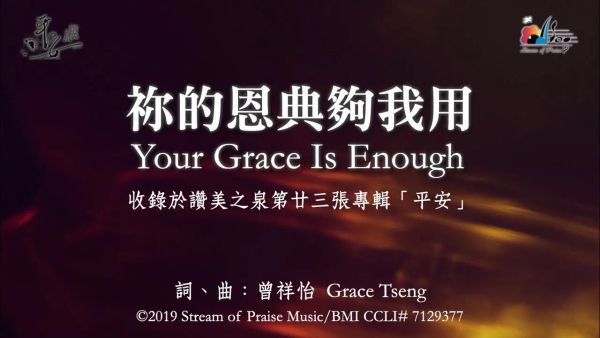 祢的恩典夠我用
Your Grace Is Enough
收錄於讚美之泉第廿三張專輯「平安」
詞、曲：曾祥怡 Grace Tseng
©2019 Stream of Praise Music/BMI CCLI# 7129377